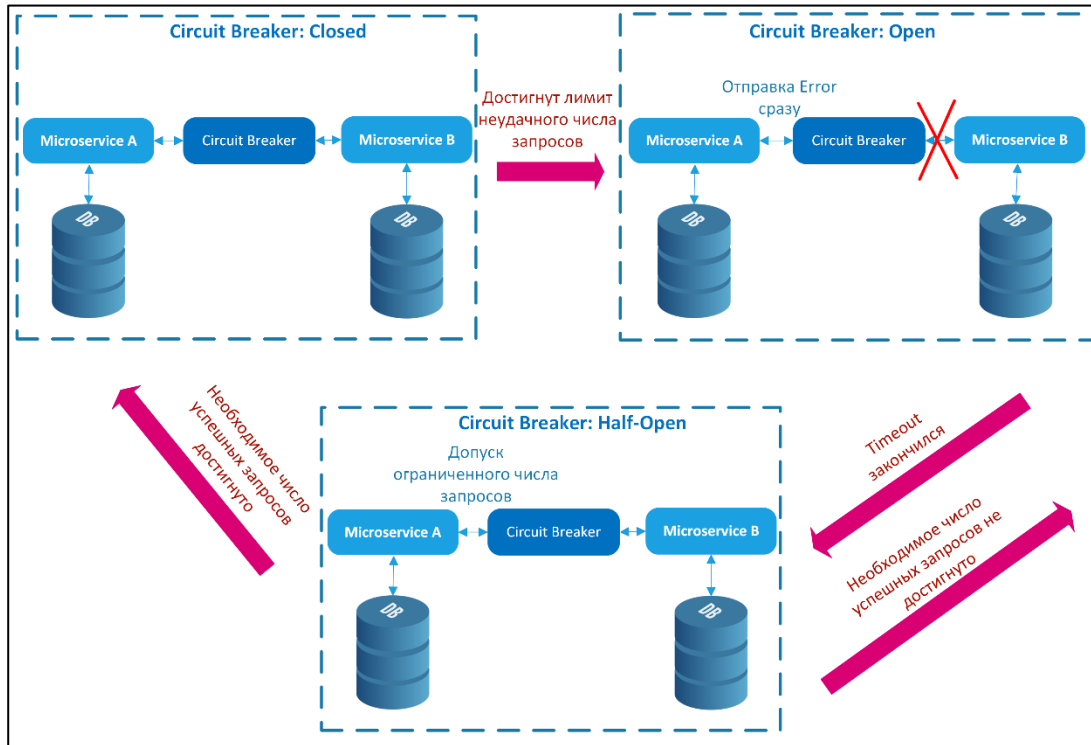 Circuit Breaker: Closed
Microservice A
Circuit Breaker
Microservice B
DB
DB
Достигнут лимит
неудачного числа
запросов
Circuit Breaker: Open
Отправка Error
сразу
Microservice A
Circuit Breaker
Microservice B
DB
DB
Необходимое число
успешных запросов
достигнуто
Circuit Breaker: Half-Open
Допуск
ограниченного числа
запросов
Microservice A
Circuit Breaker
Microservice B
DB
DB
Timeout
закончился
Необходимое число
успешных запросов не
достигнуто